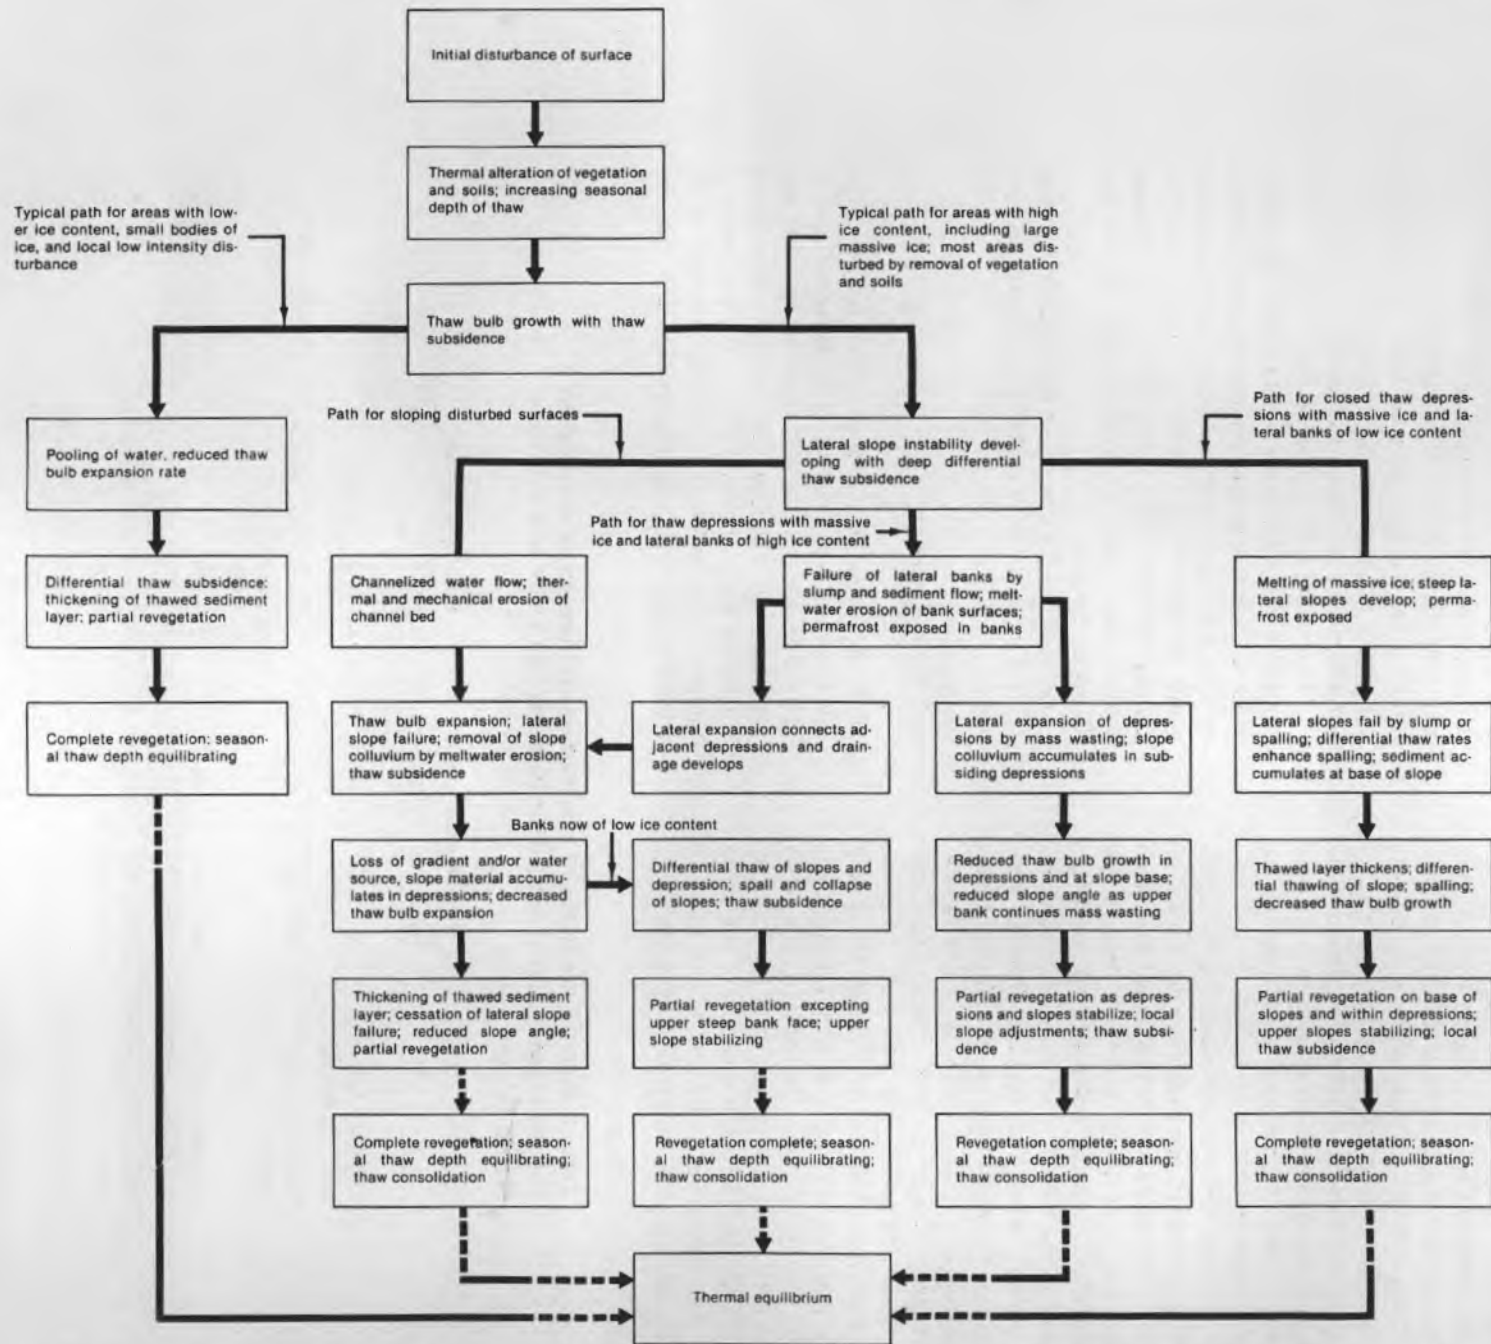 Initial disturbance of surface
Thermal alteration of vegetation
and soils; increasing seasonal
depth of thaw
Typical path for areas with low-
er ice content, small bodies of
ice, and local low intensity dis-
turbance
Typical path for areas with high
ice content, including large
massive ice; most areas dis-
turbed by removal of vegetation
and soils
Thaw bulb growth with thaw
subsidence
Path for sloping disturbed surfaces
Path for closed thaw depres-
sions with massive ice and la-
teral banks of low ice content
Pooling of water, reduced thaw
bulb expansion rate
Lateral slope instability devel-
oping with deep differential
thaw subsidence
Path for thaw depressions with massive
ice and lateral banks of high ice content
Differential thaw subsidence;
thickening of thawed sediment
layer; partial revegetation
Channelized water flow; ther-
mal and mechanical erosion of
channel bed
Failure of lateral banks by
slump and sediment flow; melt-
water erosion of bank surfaces;
permafrost exposed in banks
Melting of massive ice; steep la-
teral slopes develop; perma-
frost exposed
Complete revegetation; season-
al thaw depth equilibrating
Thaw bulb expansion; lateral
slope failure; removal of slope
colluvium by meltwater erosion;
thaw subsidence
Lateral expansion connects ad-
jacent depressions and drain-
age develops
Lateral expansion of depres-
sions by mass wasting; slope
colluvium accumulates in sub-
siding depressions
Lateral slopes fail by slump or
spalling; differential thaw rates
enhance spalling; sediment ac-
cumulates at base of slope
Banks now of low ice content
Loss of gradient and/or water
source, slope material accumu-
lates in depressions; decreased
thaw bulb expansion
Differential thaw of slopes and
depression; spall and collapse
of slopes; thaw subsidence
Reduced thaw bulb growth in
depressions and at slope base;
reduced slope angle as upper
bank continues mass wasting
Thawed layer thickens; differen-
tial thawing of slope; spalling;
decreased thaw bulb growth
Thickening of thawed sediment
layer; cessation of lateral slope
failure; reduced slope angle;
partial revegetation
Partial revegetation excepting
upper steep bank face; upper
slope stabilizing
Partial revegetation as depres-
sions and slopes stabilize; local
slope adjustments; thaw subsi-
dence
Partial revegetation on base of
slopes and within depressions;
upper slopes stabilizing; local
thaw subsidence
Complete revegetation; season-
al thaw depth equilibrating;
thaw consolidation
Revegetation complete; season-
al thaw depth equilibrating;
thaw consolidation
Revegetation complete; season-
al thaw depth equilibrating;
thaw consolidation
Complete revegetation; season-
al thaw depth equilibrating;
thaw consolidation
Thermal equilibrium